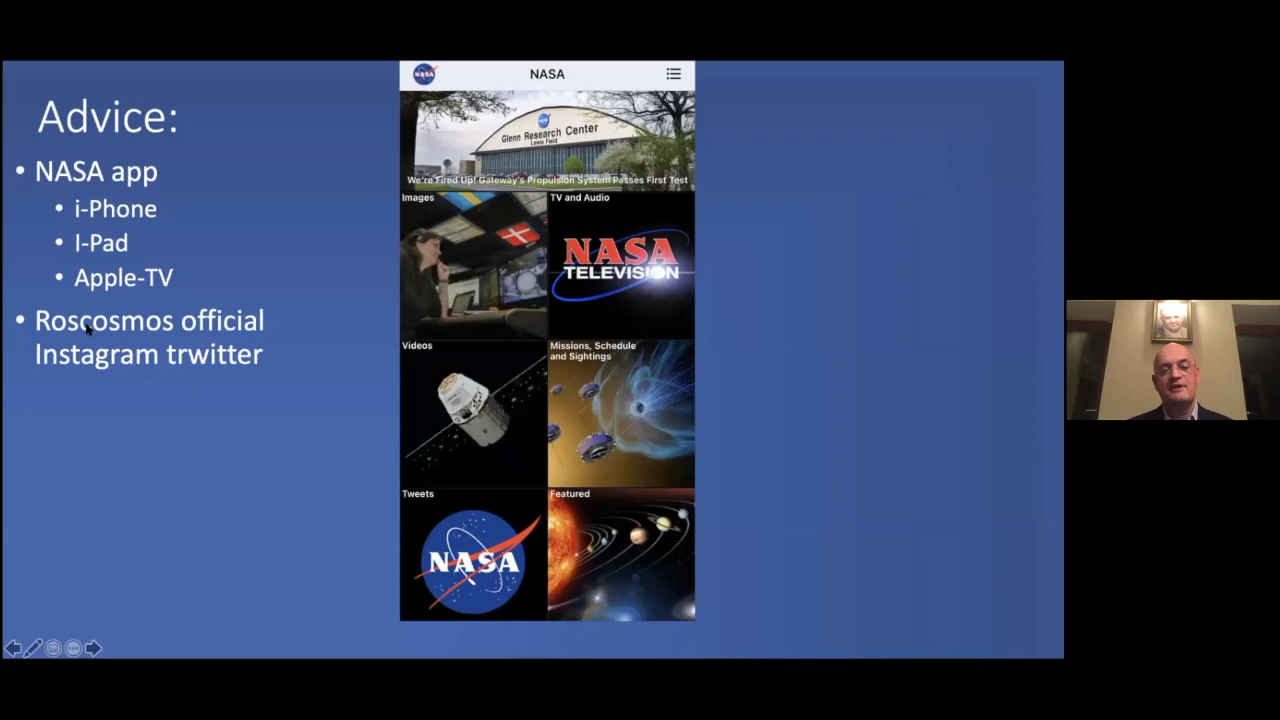 Advice:
• NASA app
• i-Phone
• I-Pad
• Apple-TV
• Roscosmos official
Instagram trwitter
NASA
NASA
Glenn Research Center
Lewis Field
We're Fired Up! Gateway's Propulsion System Passes First Test
Images
TV and Audio
NASA
TELEVISION
Videos
Missions, Schedule
and Sightings
Tweets
Featured
NASA